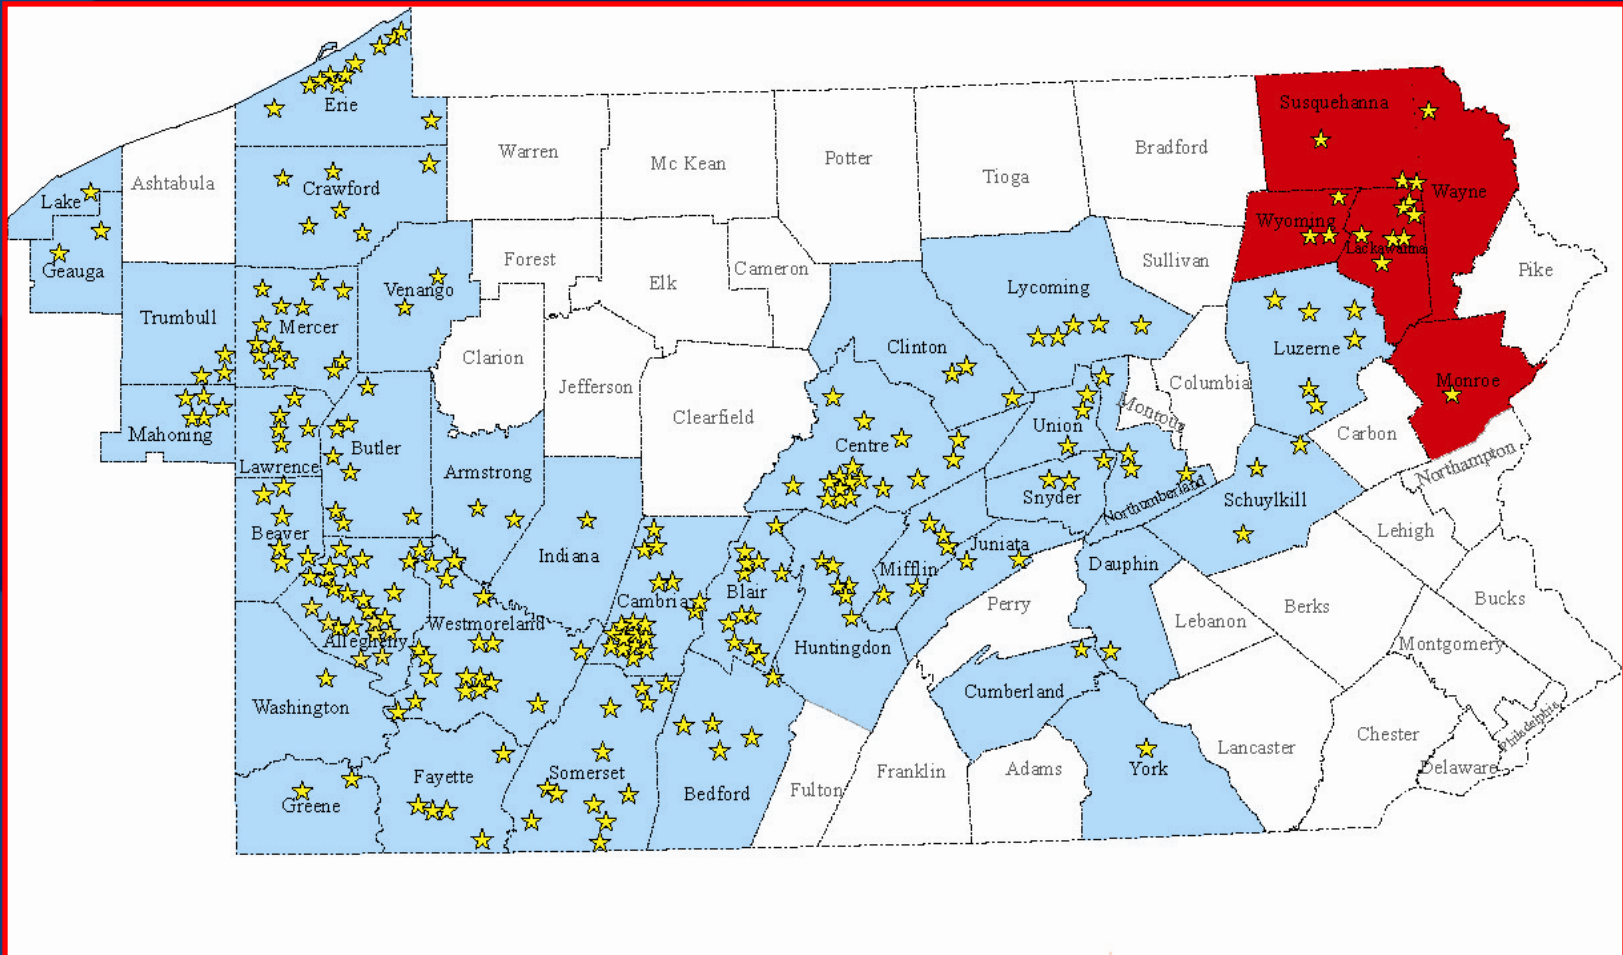 Erie
Susquehanna
Warren
Mc Kean
Potter
Tioga
Bradford
Ashtabula
Crawford
Lake
Wayne
Wyoming
Lackawanna
Geauga
Forest
Elk
Cameron
Sullivan
Pike
Venango
Lycoming
Trumbull
Mercer
Clarion
Jefferson
Clinton
Luzerne
Columbia
Monroe
Clearfield
Montour
Union
Carbon
Mahoning
Butler
Centre
Lawrence
Armstrong
Northampton
Snyder
Northumberland
Schuylkill
Beaver
Indiana
Juniata
Lehigh
Mifflin
Dauphin
Blair
Cambria
Perry
Berks
Bucks
Lebanon
Westmoreland
Allegheny
Huntingdon
Montgomery
Washington
Cumberland
Philadelphia
Lancaster
Chester
Fayette
Somerset
Franklin
Adams
York
Delaware
Greene
Bedford
Fulton